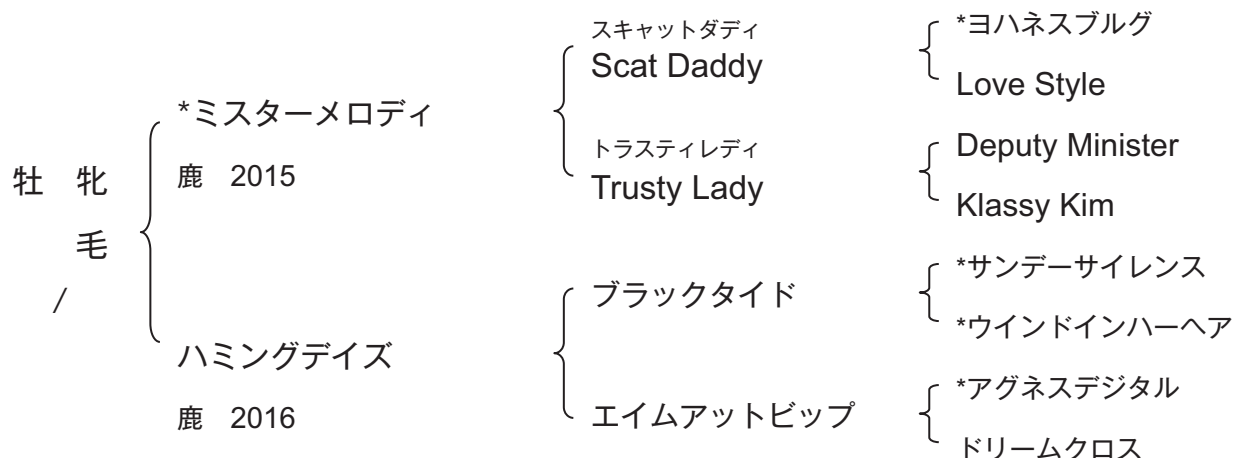 牡 牝
毛
/
*ミスターメロディ
鹿 2015
ハミングデイズ
鹿 2016
スキャットダディ
Scat Daddy
トラスティレディ
Trusty Lady
ブラックタイド
エイムアットビップ
*ヨハネスブルグ
Love Style
Deputy Minister
Klassy Kim
*サンデーサイレンス
*ウインドインハーヘア
*アグネスデジタル
ドリームクロス